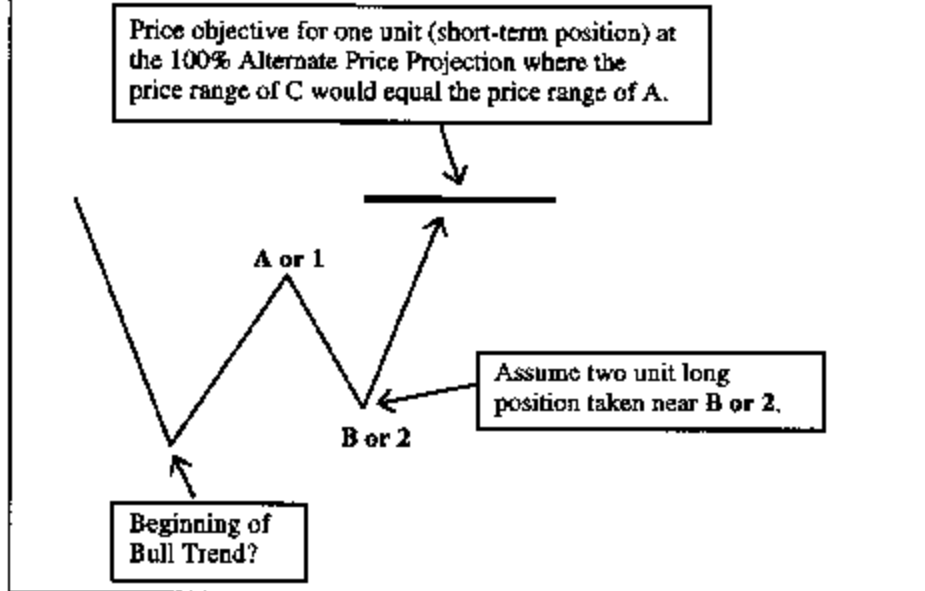 Price objective for one unit (short-term position) at
the 100% Alternate Price Projection where the
price range of C would equal the price range of A.
A or 1
Assume two unit long
position taken near B or 2.
B or 2
Beginning of
Bull Trend?